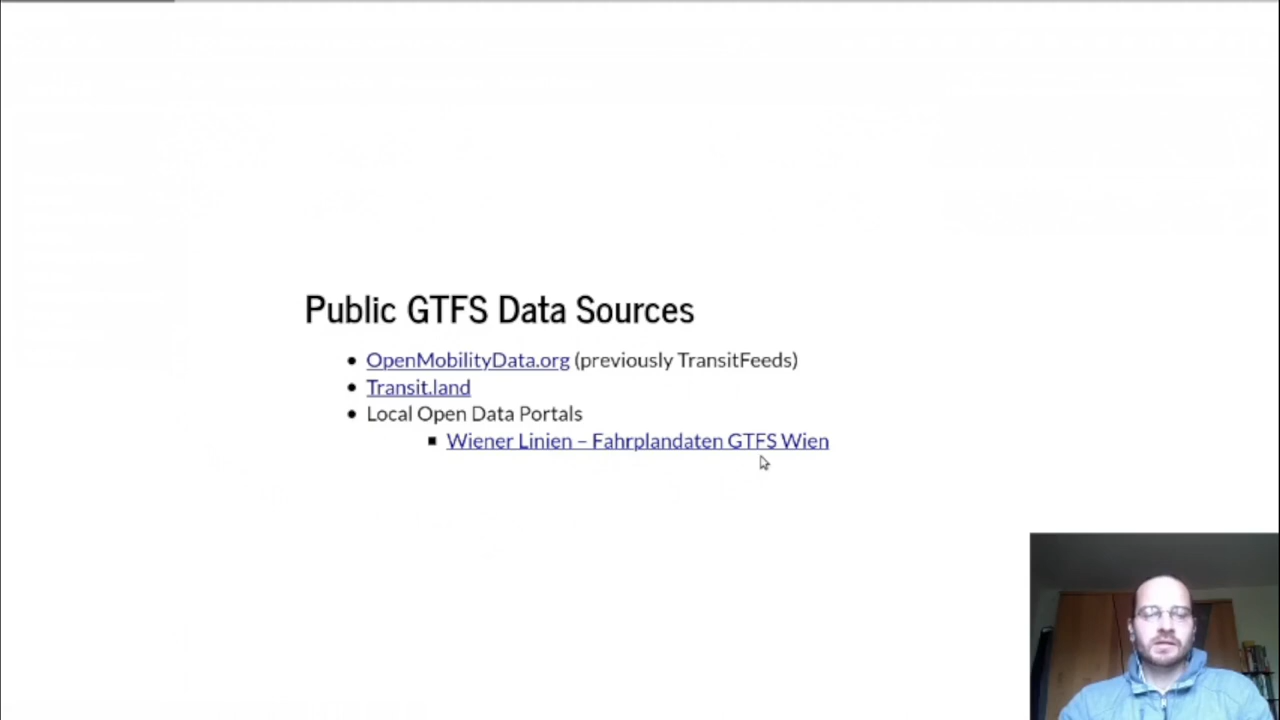 Public GTFS Data Sources
OpenMobilityData.org (previously TransitFeeds)
Transit.land
Local Open Data Portals
Wiener Linien – Fahrplandaten GTFS Wien